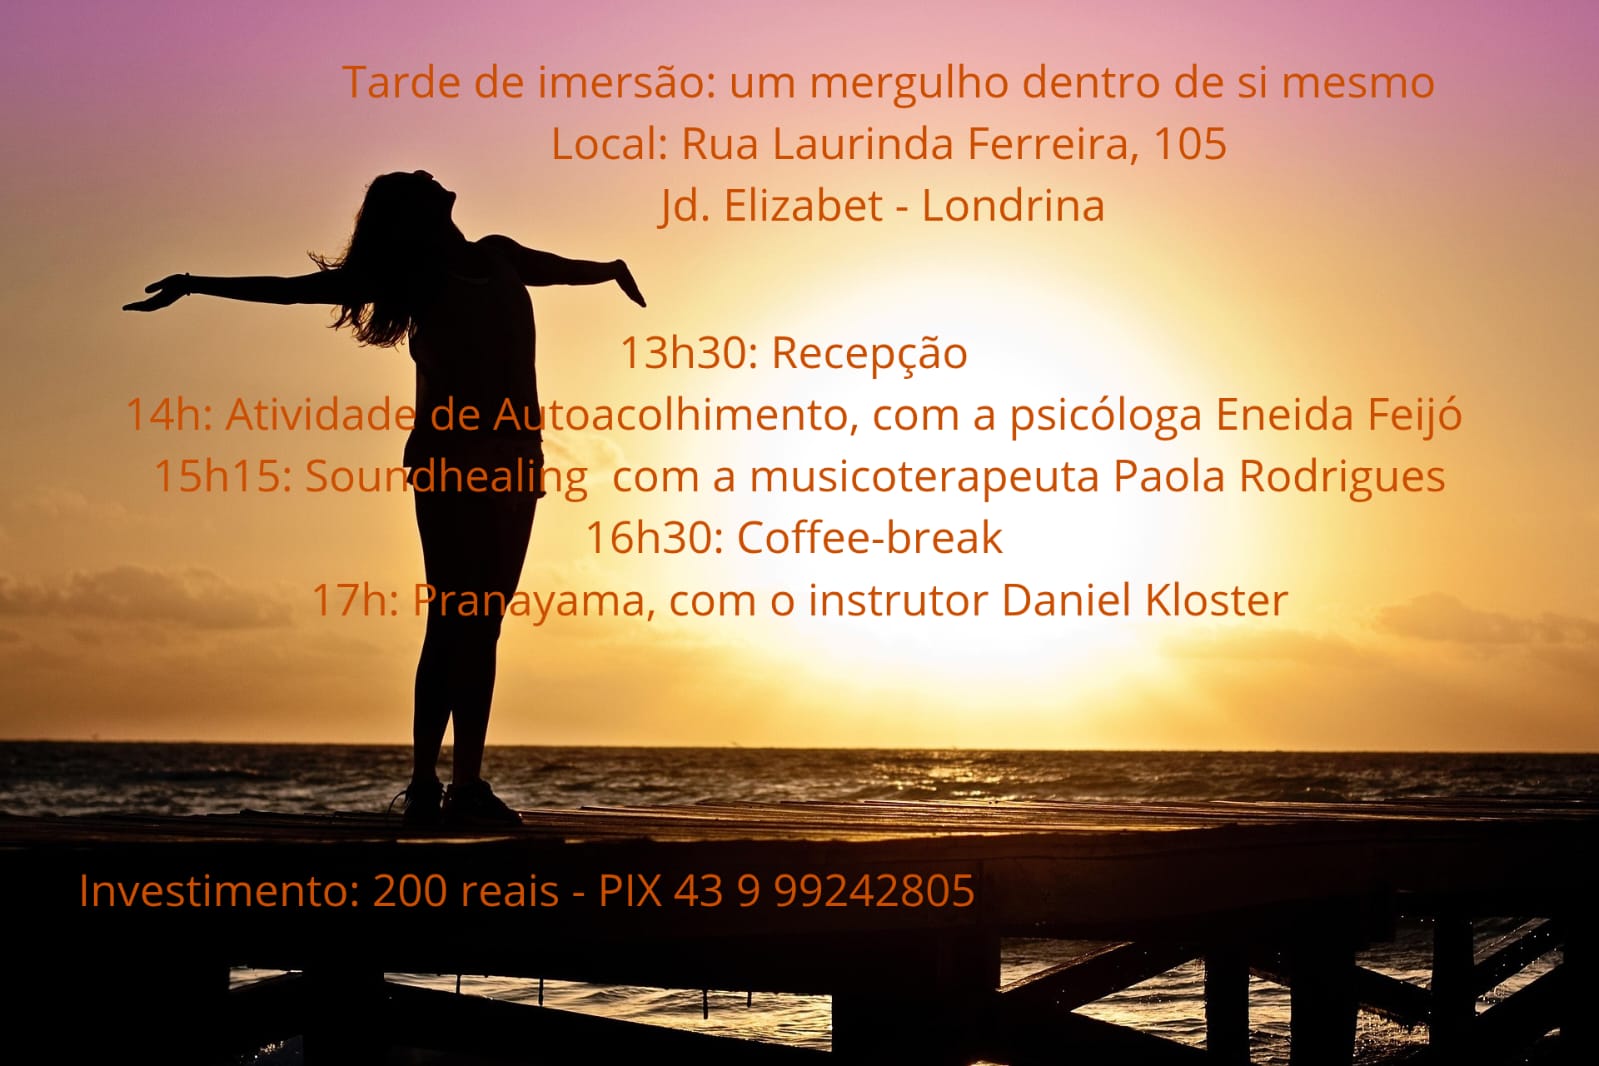 Tarde de imersão: um mergulho dentro de si mesmo
Local: Rua Laurinda Ferreira, 105
Jd. Elizabet - Londrina
13h30: Recepção
14h: Atividade de Autoacolhimento, com a psicóloga Eneida Feijó
15h15: Soundhealing com a musicoterapeuta Paola Rodrigues
16h30: Coffee-break
17h: Pranayama, com o instrutor Daniel Kloster
Investimento: 200 reais - PIX 43 9 99242805